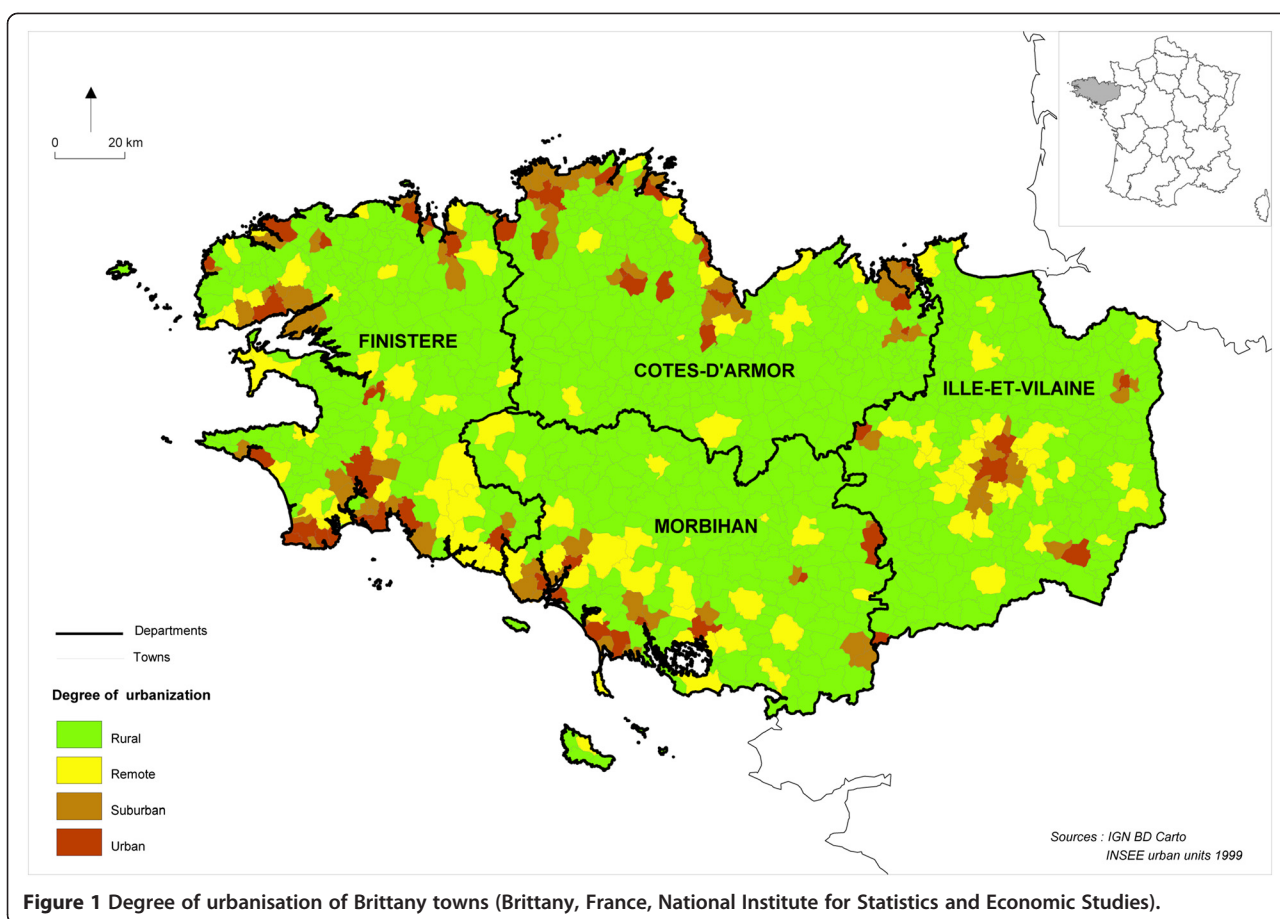 0 20 km
FINISTERE
COTES-D'ARMOR
ILLE-ET-VILAINE
MORBIHAN
Departments
Towns
Degree of urbanization
Rural
Remote
Suburban
Urban
Sources : IGN BD Carto
INSEE urban units 1999
Figure 1 Degree of urbanisation of Brittany towns (Brittany, France, National Institute for Statistics and Economic Studies).